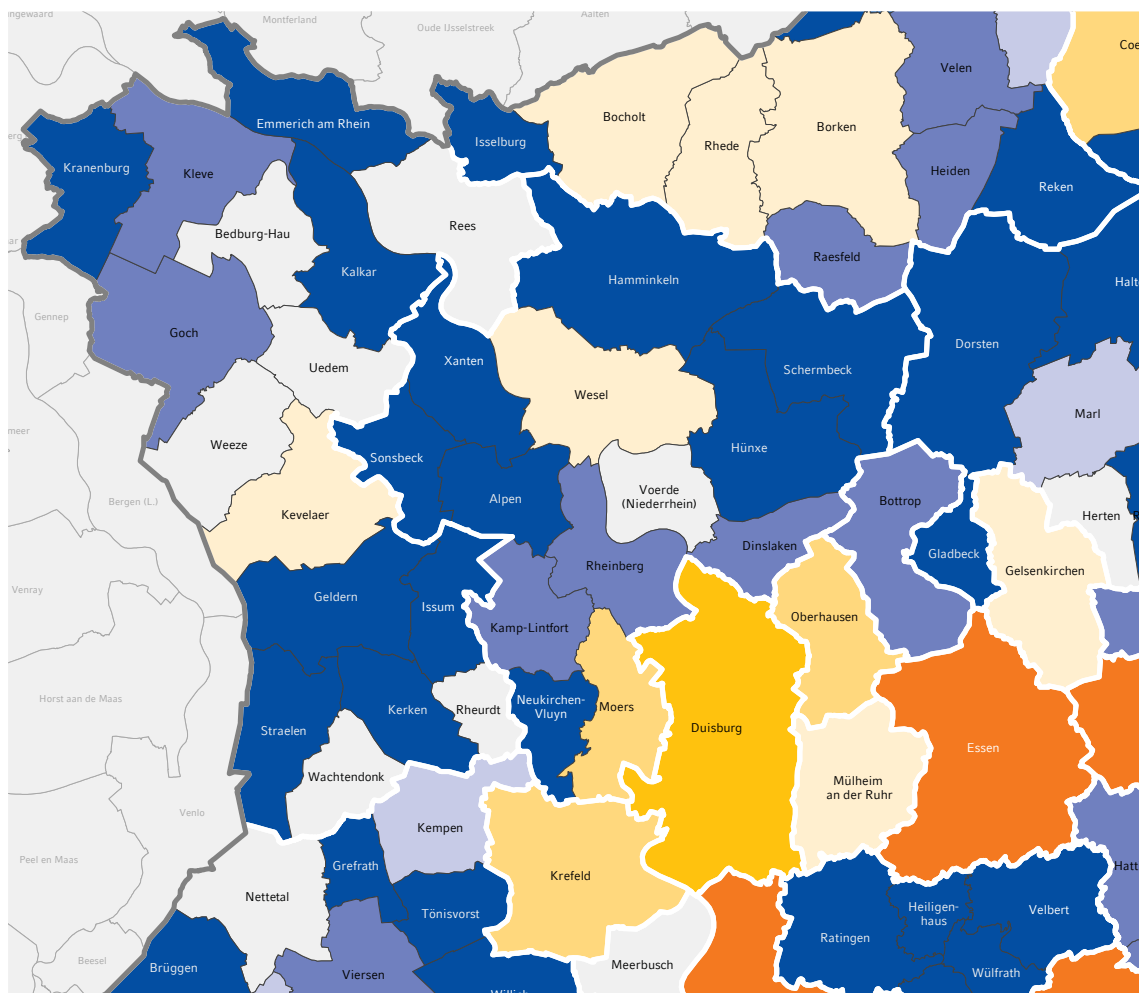 ngewaard
Montferland
Oude IJsselstreek
Aalten
Coe
Velen
Emmerich am Rhein
Bocholt
Borken
Isselburg
Rhede
Kranenburg
Kleve
Heiden
Reken
Bedburg-Hau
Rees
Raesfeld
Kalkar
Hamminkeln
Halt
Gennep
Goch
Dorsten
Xanten
Uedem
Schermbeck
Wesel
Marl
meer
Weeze
Hünxe
Sonsbeck
Voerde
(Niederrhein)
Alpen
Bergen (L.)
Bottrop
Kevelaer
Herten
R
Dinslaken
Gladbeck
Rheinberg
Gelsenkirchen
Venray
Geldern
Issum
Oberhausen
Kamp-Lintfort
Horst aan de Maas
Neukirchen-
Vluyn
Kerken
Rheurdt
Moers
Straelen
Duisburg
Essen
Wachtendonk
Mülheim
an der Ruhr
Venlo
Kempen
Peel en Maas
Grefrath
Hatt
Krefeld
Nettetal
Tönisvorst
Heiligen-
haus
Velbert
Ratingen
Beesel
Brüggen
Viersen
Meerbusch
Wülfrath
Willich